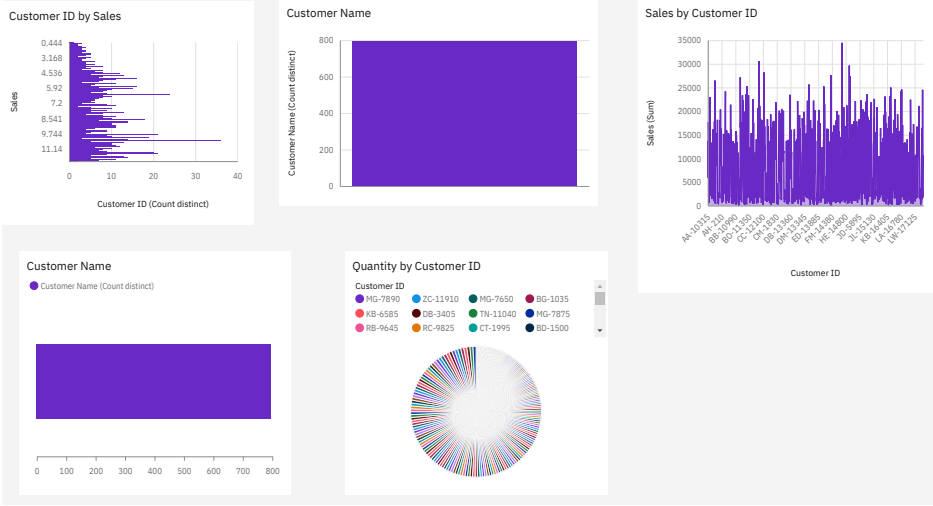 Customer ID by Sales
0.444
3.168
4.536
5.92
7.2
8.541
9.744
11.14
Sales
0 10 20 30 40
Customer ID (Count distinct)
Customer Name
800
600
400
200
0
Customer Name (Count distinct)
Sales by Customer ID
35000
30000
25000
20000
15000
10000
5000
0
Sales (Sum)
AA-10315 AH-210 BB-10990 BO-11350 CC-12100 CM-1830 DB-13360 DM-13345 ED-13885 FM-14380 HE-14800 JD-5895 JL-15130 KB-16405 LA-16780 LW-17125
Customer ID
Customer Name
Customer Name (Count distinct)
0 100 200 300 400 500 600 700 800
Quantity by Customer ID
Customer ID
MG-7890 ZC-11910 MG-7650 BG-1035
KB-6585 DB-3405 TN-11040 MG-7875
RB-9645 RC-9825 CT-1995 BD-1500